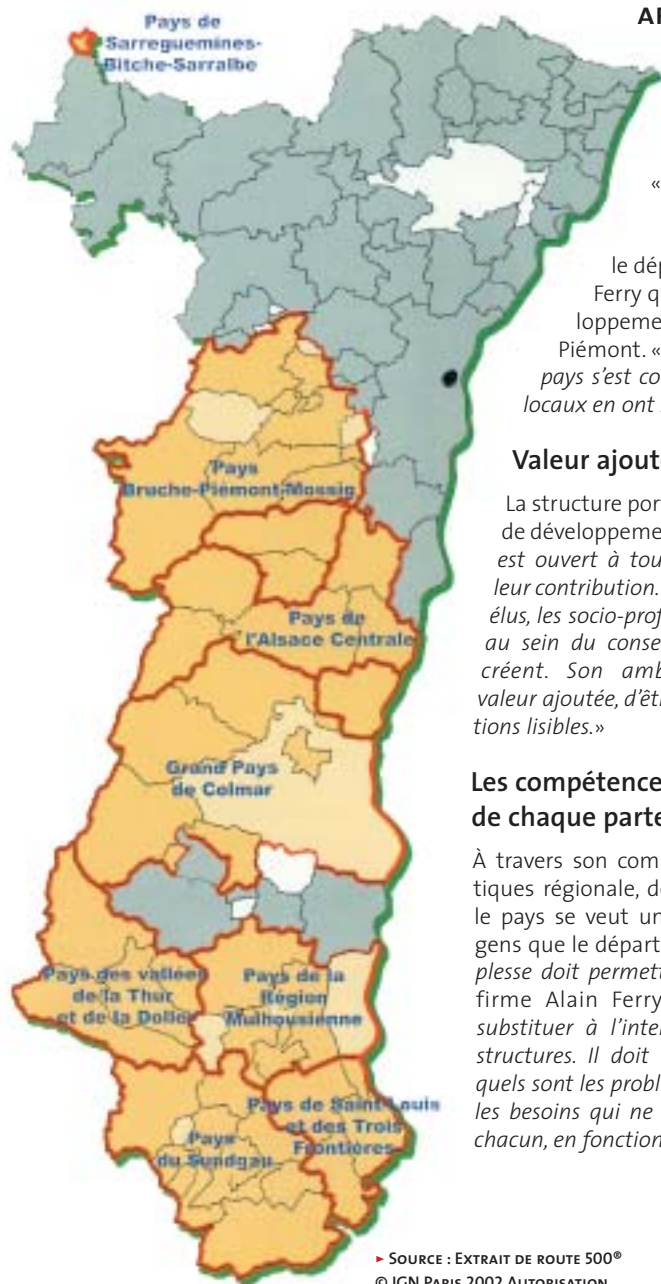 Pays de
Sarreguemines-
Bitche-Sarralbe
Pays
Bruche-Piémont-Mossig
Pays de
l'Alsace Centrale
Grand Pays
de Colmar
Pays des vallées
de la Thur
et de la Doller
Pays de la
Région
Mulhousienne
Pays de Saint-Louis
et des Trois
Frontières
Pays
du Sundgau
«
le dép
Ferry q
loppeme
Piémont. «
pays s'est co
locaux en ont
Valeur ajout
La structure por
de développeme
est ouvert à tou
leur contribution.
élus, les socio-prof
au sein du conse
créent. Son amb
valeur ajoutée, d'êt
tions lisibles.»
Les compétence
de chaque parte
À travers son com
tiques régionale, d
le pays se veut un
gens que le départ
plesse doit permett
firme Alain Ferry
substituer à l'inte
structures. Il doit
quels sont les probl
les besoins qui ne
chacun, en fonction
► SOURCE : EXTRAIT DE ROUTE 500®
© IGN PARIS 2002 AUTORISATION